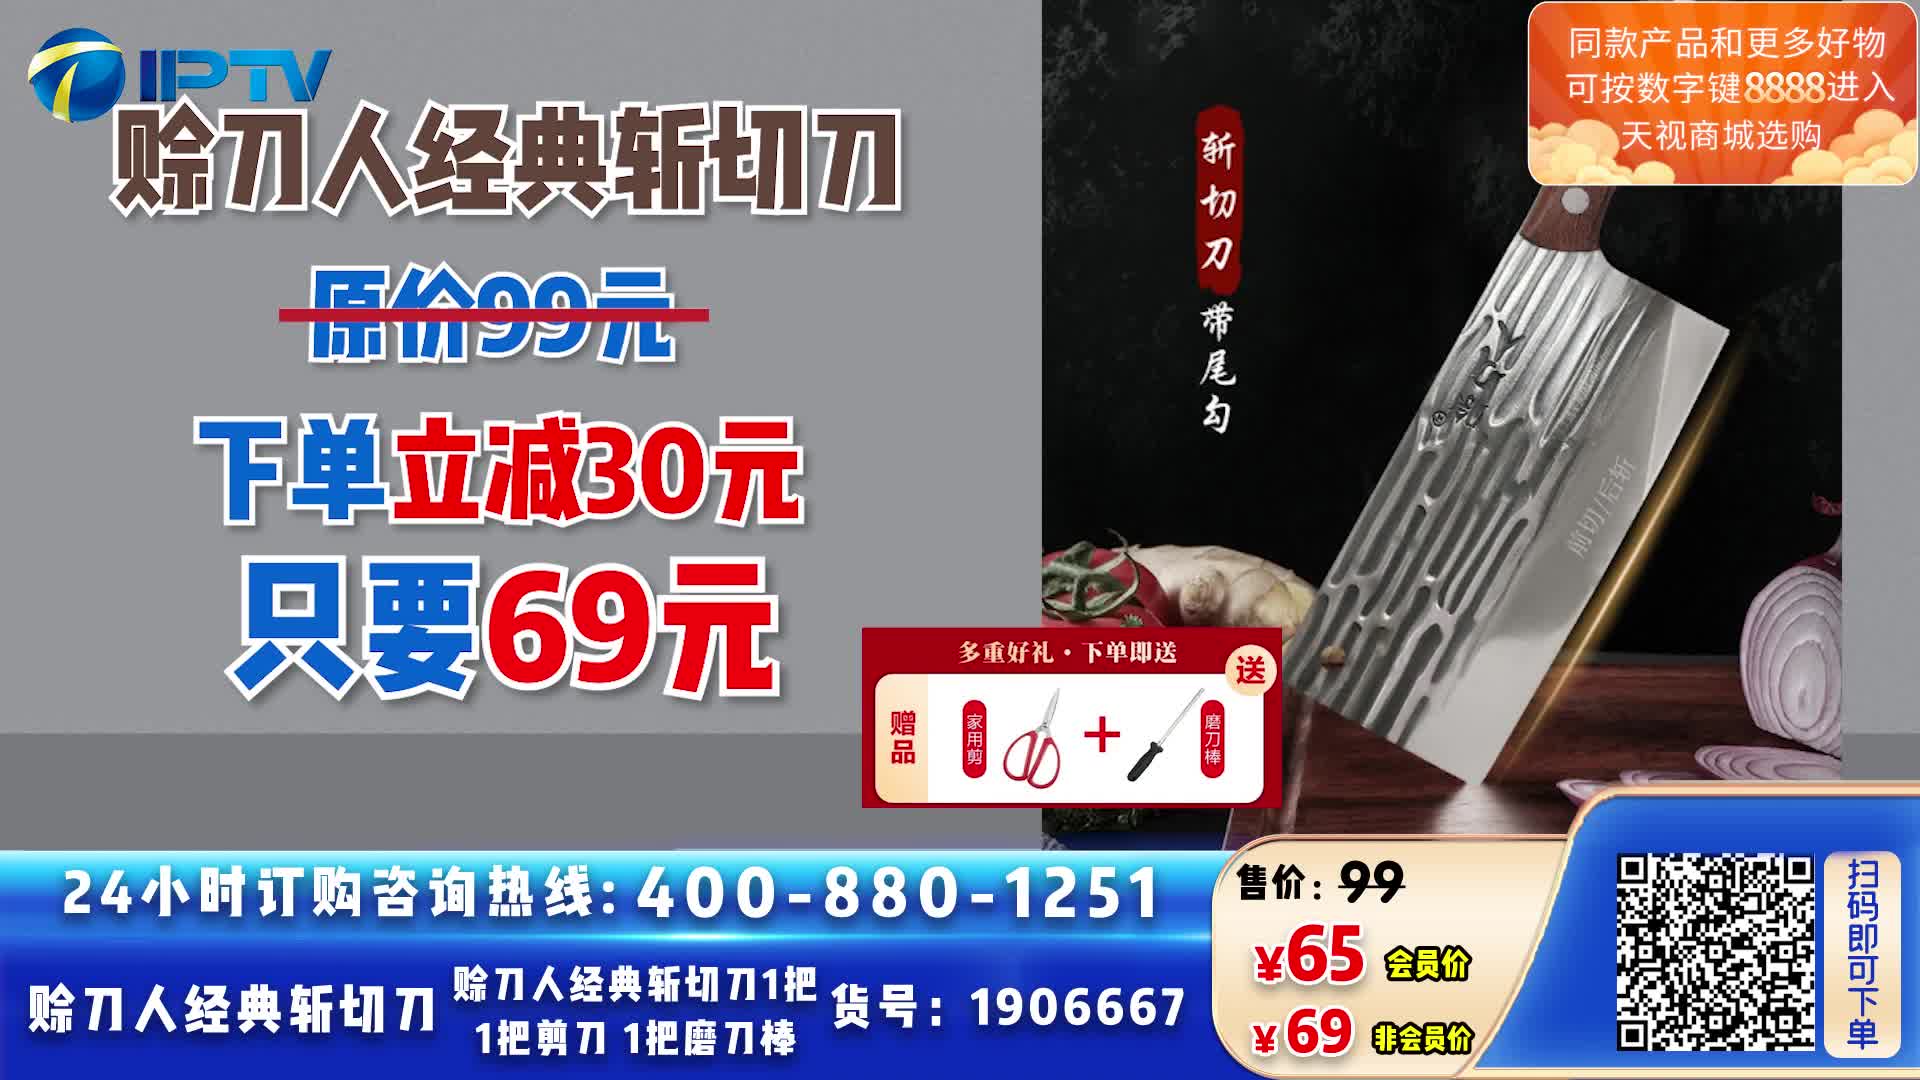 IPTV
赊刀人经典斩切刀
原价99元
下单立减30元
只要69元
同款产品和更多好物
可按数字键8888进入
天视商城选购
斩切刀
带尾勾
前切/后斩
多重好礼·下单即送
送
赠品
家用剪
+
磨刀棒
24小时订购咨询热线:400-880-1251
赊刀人经典斩切刀
赊刀人经典斩切刀1把
1把剪刀 1把磨刀棒
货号：1906667
售价：99
¥65 会员价
¥69 非会员价
扫码即可下单